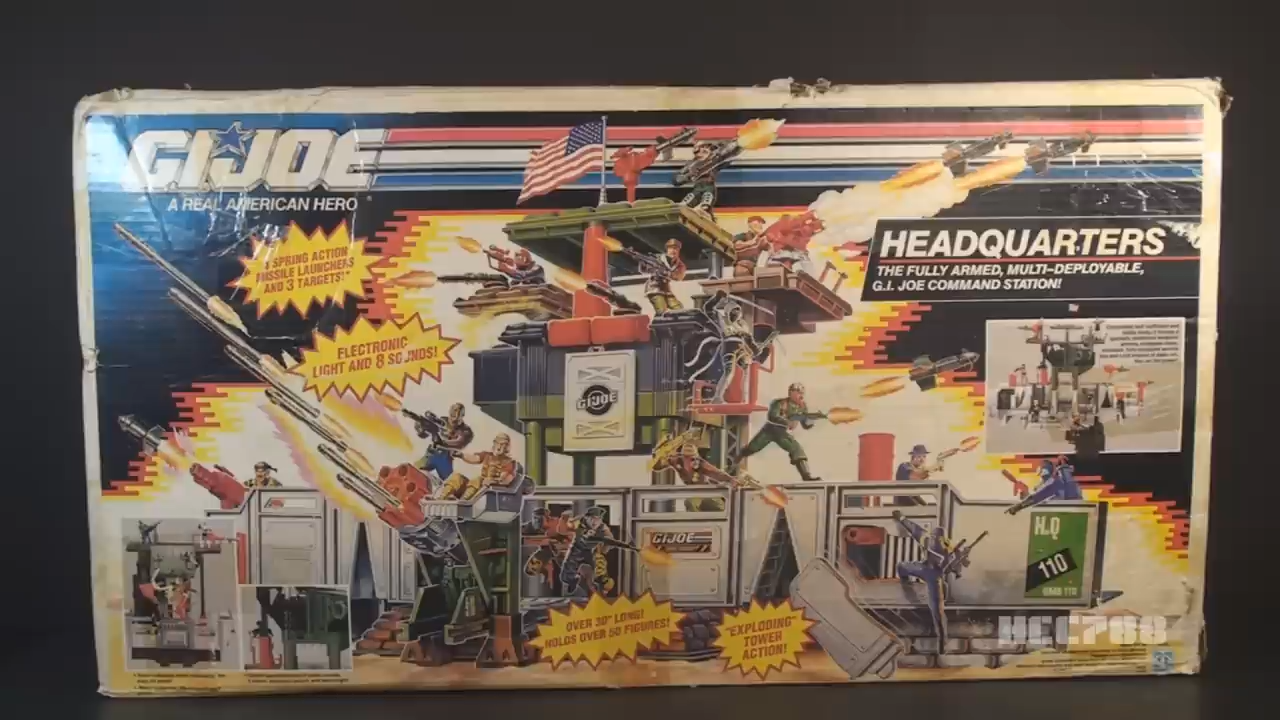 G.I. JOE
A REAL AMERICAN HERO
SPRING ACTION
MISSILE LAUNCHERS
AND 3 TARGETS!
ELECTRONIC
LIGHT AND 8 SOUNDS!
HEADQUARTERS
THE FULLY ARMED, MULTI-DEPLOYABLE,
G.I. JOE COMMAND STATION!
G.I. JOE
G.I. JOE
H.Q
110
OVER 30" LONG!
HOLDS OVER 50 FIGURES!
"EXPLODING"
TOWER
ACTION!
HCC788